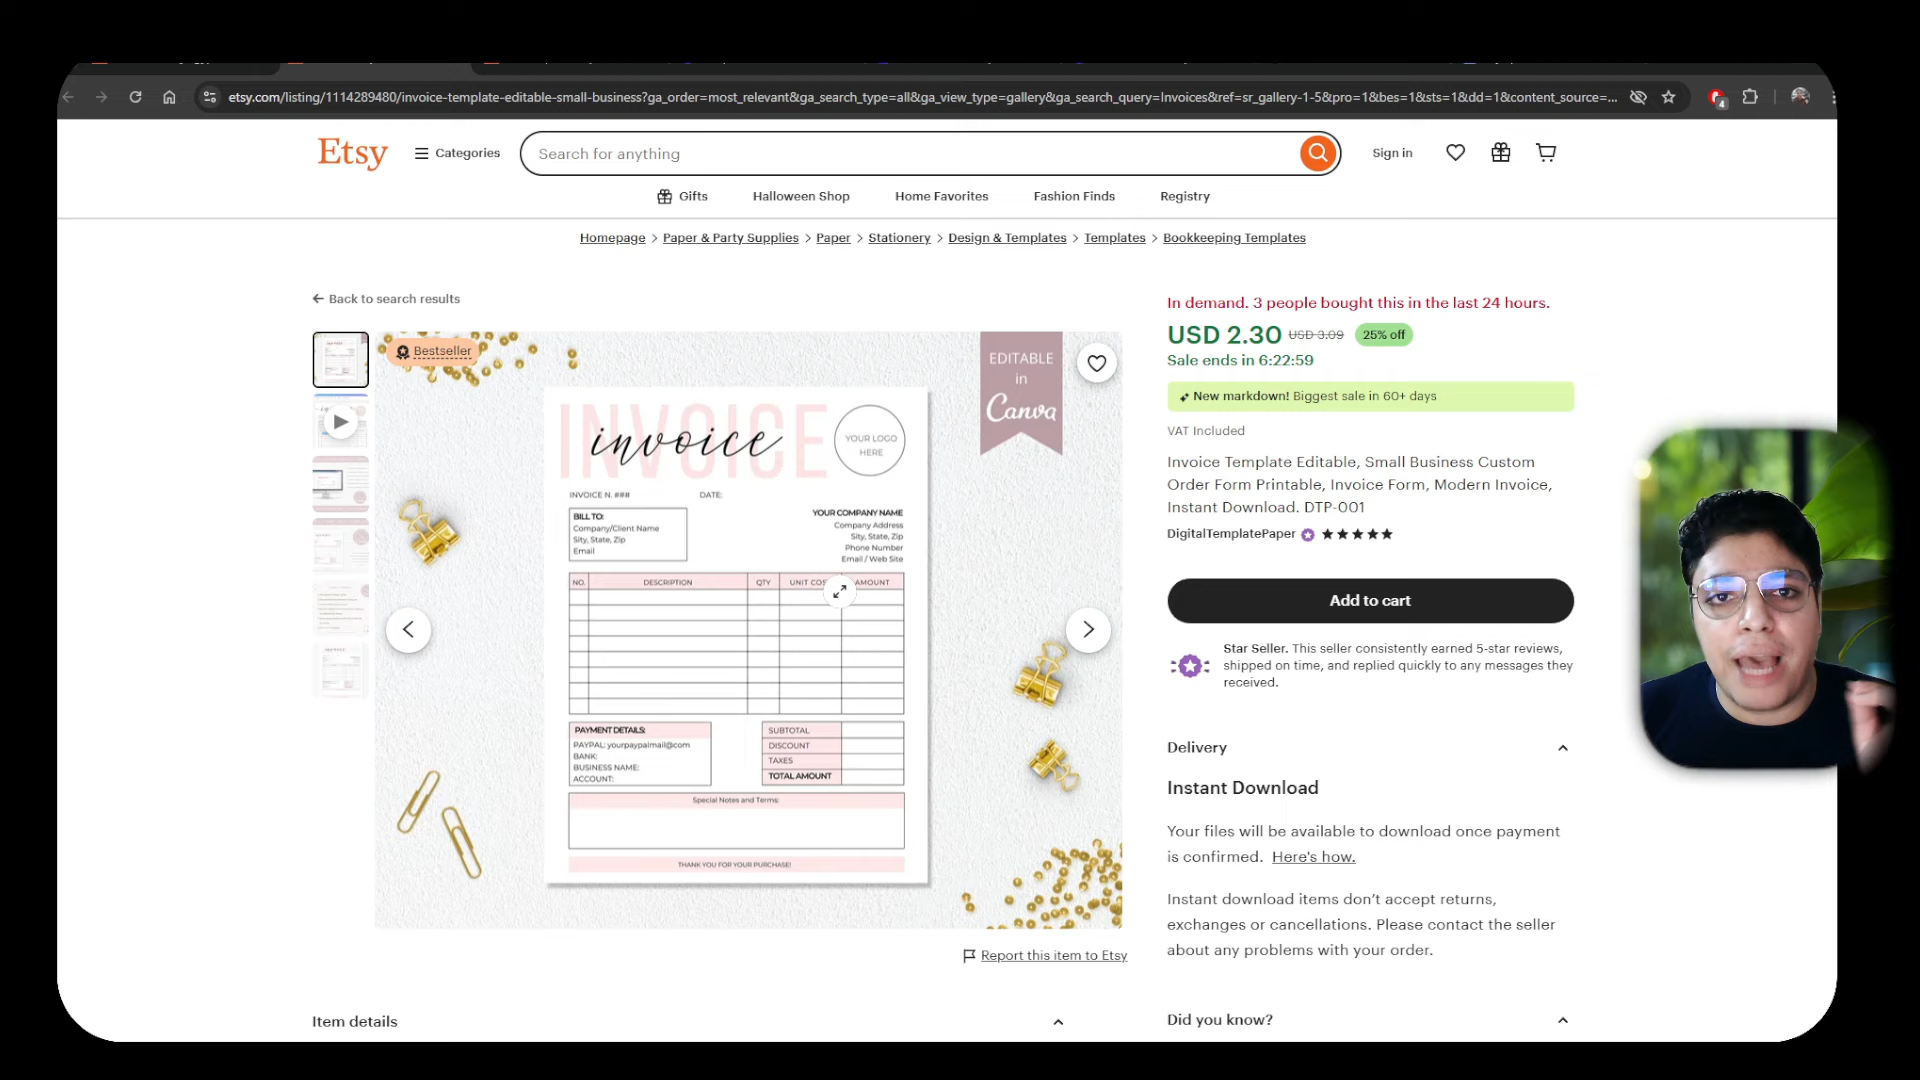 etsy.com/listing/1114289480/invoice-template-editable-small-business?ga_order=most_relevant&ga_search_type=all&ga_view_type=gallery&ga_search_query=Invoices&ref=sr_gallery-1-5&pro=1&bes=1&sts=1&dd=1&content_source=...
4
Etsy
Categories
Search for anything
Sign in
Gifts
Halloween Shop
Home Favorites
Fashion Finds
Registry
Homepage > Paper & Party Supplies > Paper > Stationery > Design & Templates > Templates > Bookkeeping Templates
Back to search results
Bestseller
EDITABLE
in
Canva
INVOICE
invoice
YOUR LOGO
HERE
INVOICE N. ###
DATE:
BILL TO:
Company/Client Name
Sity, State, Zip
Email
YOUR COMPANY NAME
Company Address
Sity, State, Zip
Phone Number
Email / Web Site
NO. DESCRIPTION QTY UNIT COS AMOUNT
PAYMENT DETAILS:
PAYPAL: yourpaypalmail@com
BANK:
BUSINESS NAME:
ACCOUNT:
SUBTOTAL
DISCOUNT
TAXES
TOTAL AMOUNT
Special Notes and Terms:
THANK YOU FOR YOUR PURCHASE!
Report this item to Etsy
Item details
In demand. 3 people bought this in the last 24 hours.
USD 2.30 USD 3.09 25% off
Sale ends in 6:22:59
New markdown! Biggest sale in 60+ days
VAT Included
Invoice Template Editable, Small Business Custom
Order Form Printable, Invoice Form, Modern Invoice,
Instant Download. DTP-001
DigitalTemplatePaper
Add to cart
Star Seller. This seller consistently earned 5-star reviews,
shipped on time, and replied quickly to any messages they
received.
Delivery
Instant Download
Your files will be available to download once payment
is confirmed. Here's how.
Instant download items don’t accept returns,
exchanges or cancellations. Please contact the seller
about any problems with your order.
Did you know?